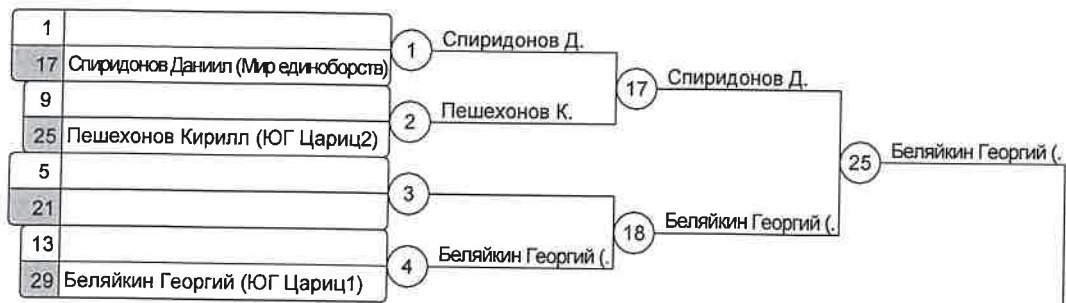 1
17 Спиридонов Даниил (Мир единоборств)
1
Спиридонов Д.
9
25 Пешехонов Кирилл (ЮГ Цариц2)
2
Пешехонов К.
17
Спиридонов Д.
5
21
3
13
29 Беляйкин Георгий (ЮГ Цариц1)
4
Беляйкин Георгий (.
18
Беляйкин Георгий (.
25
Беляйкин Георгий (.